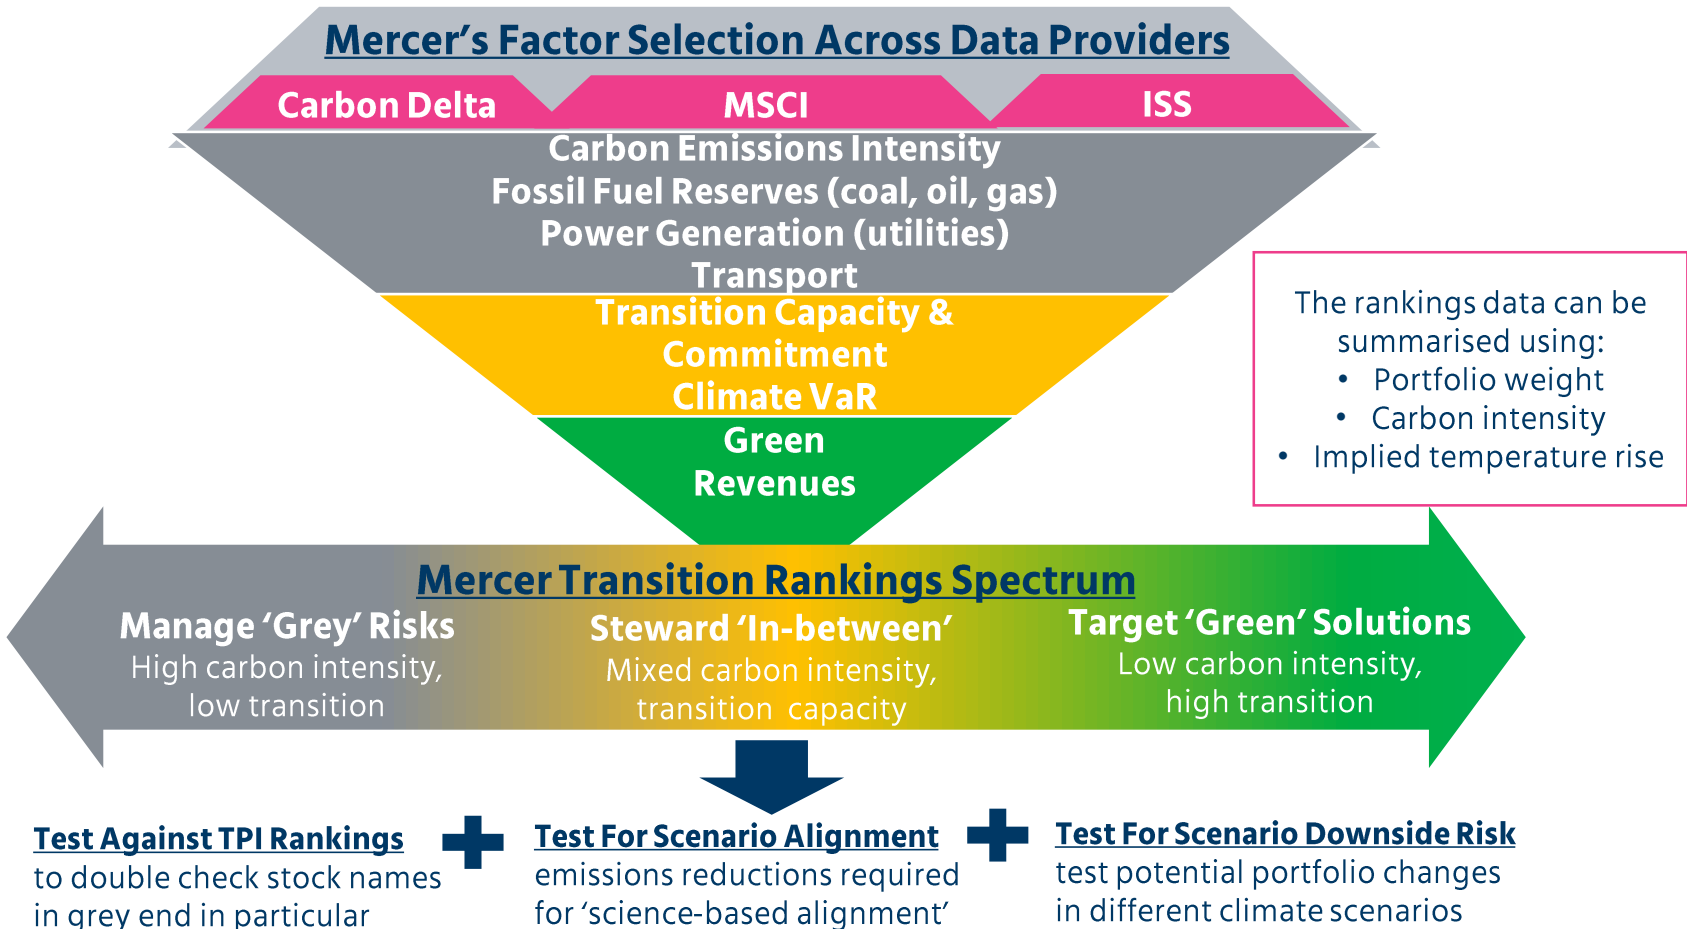 Mercer’s Factor Selection Across Data Providers
Carbon Delta
MSCI
ISS
Carbon Emissions Intensity
Fossil Fuel Reserves (coal, oil, gas)
Power Generation (utilities)
Transport
Transition Capacity &
Commitment
Climate VaR
Green
Revenues
The rankings data can be
summarised using:
• Portfolio weight
• Carbon intensity
• Implied temperature rise
Mercer Transition Rankings Spectrum
Manage ‘Grey’ Risks
High carbon intensity,
low transition
Steward ‘In-between’
Mixed carbon intensity,
transition capacity
Target ‘Green’ Solutions
Low carbon intensity,
high transition
Test Against TPI Rankings
to double check stock names
in grey end in particular
Test For Scenario Alignment
emissions reductions required
for ‘science-based alignment’
Test For Scenario Downside Risk
test potential portfolio changes
in different climate scenarios